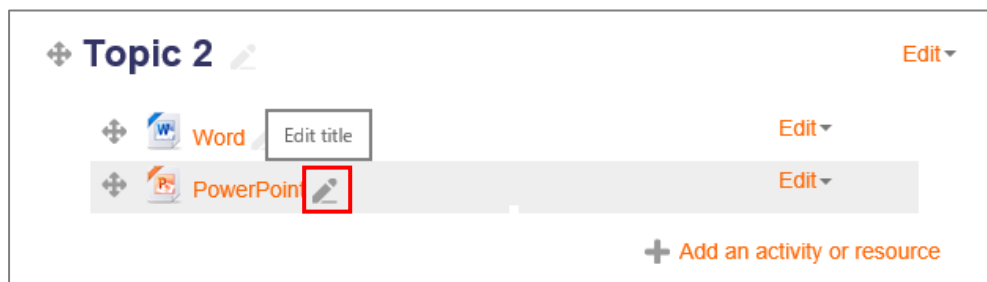 Topic 2 Edit
Word Edit title Edit
PowerPoint Edit
Add an activity or resource